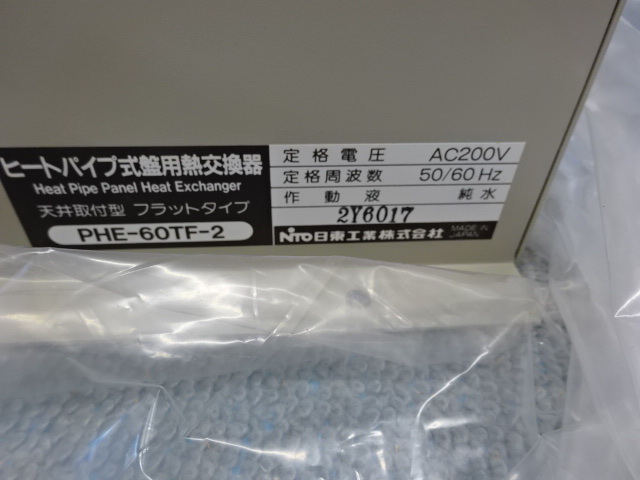 ヒートパイプ式盤用熱交換器
Heat Pipe Panel Heat Exchanger
天井取付型 フラットタイプ
PHE-60TF-2
定格電圧 AC200V
定格周波数 50/60Hz
作動液 純水
2Y6017
NITO日東工業株式会社 MADE IN JAPAN